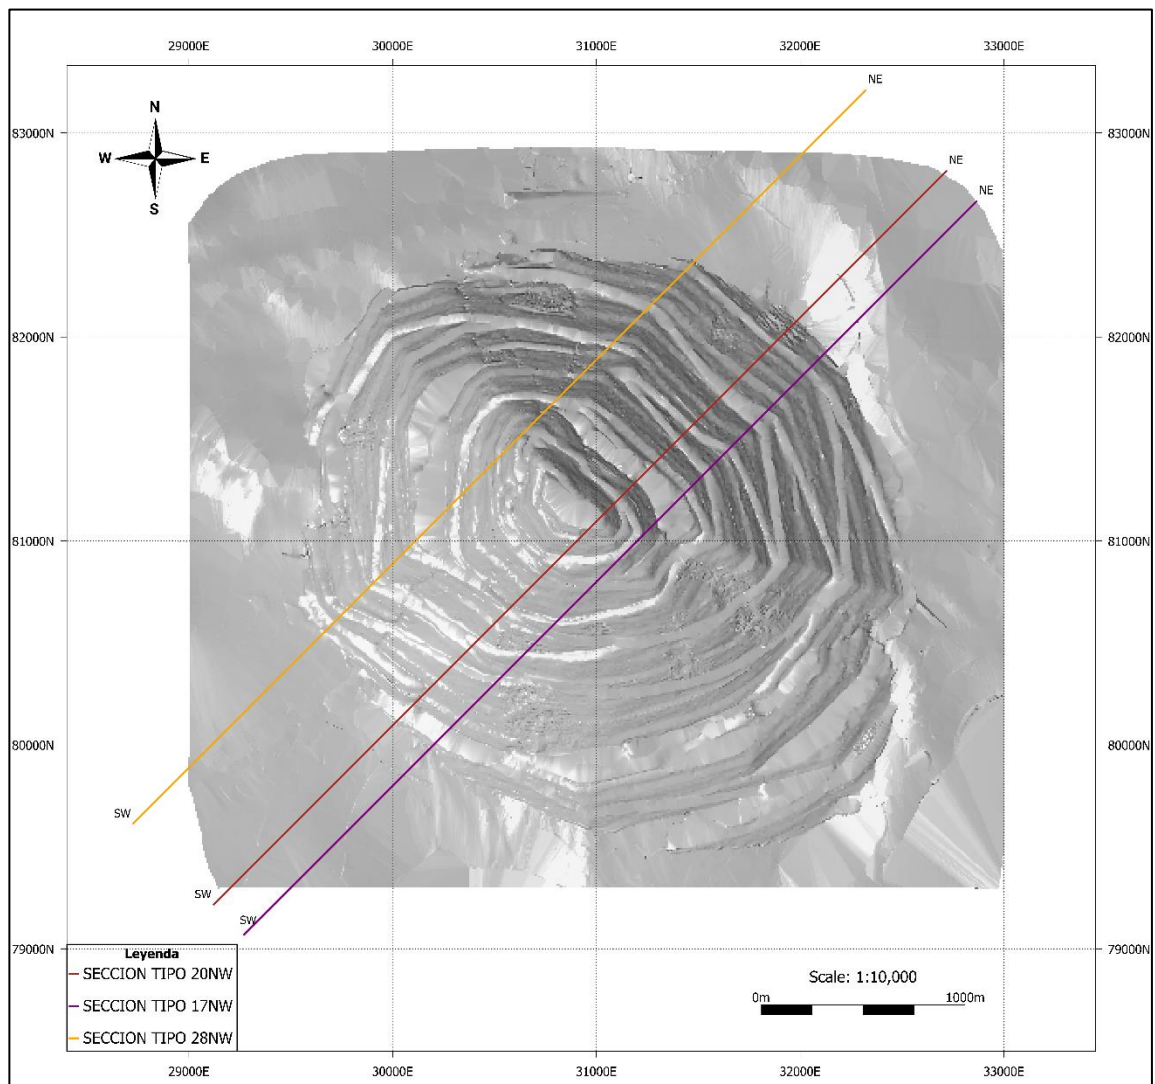 29000E 30000E 31000E 32000E 33000E
NE
N
83000N 83000N
W E
NE
S
NE
82000N 82000N
81000N 81000N
SW
80000N 80000N
SW
SW
79000N 79000N
Leyenda
SECCION TIPO 20NW
SECCION TIPO 17NW
SECCION TIPO 28NW
Scale: 1:10,000
0m 1000m
29000E 30000E 31000E 32000E 33000E